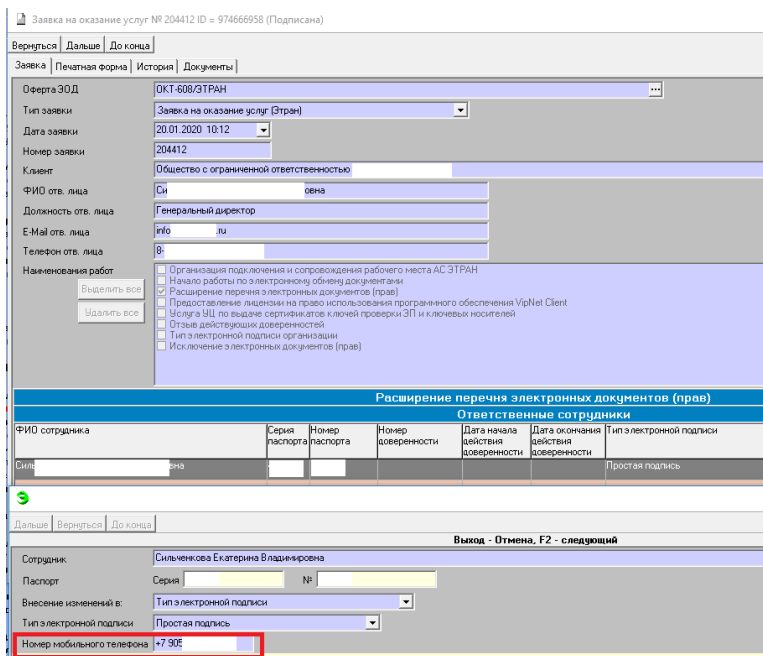 Заявка на оказание услуг № 204412 ID = 974666958 (Подписана)
Вернуться Дальше До конца
Заявка Печатная форма История Документы
Оферта ЭОД ОКТ-608/ЭТРАН ...
Тип заявки Заявка на оказание услуг (Этран)
Дата заявки 20.01.2020 10:12
Номер заявки 204412
Клиент Общество с ограниченной ответственностью
ФИО отв. лица Си овна
Должность отв. лица Генеральный директор
E-Mail отв. лица info .ru
Телефон отв. лица 8-
Наименования работ
Выделить все
Удалить все
Организация подключения и сопровождения рабочего места АС ЭТРАН
Начало работы по электронному обмену документами
Расширение перечня электронных документов (прав)
Предоставление лицензии на право использования программного обеспечения VipNet Client
Услуга УЦ по выдаче сертификатов ключей проверки ЭП и ключевых носителей
Отзыв действующих доверенностей
Тип электронной подписи организации
Исключение электронных документов (прав)
Расширение перечня электронных документов (прав)
Ответственные сотрудники
ФИО сотрудника Серия паспорта Номер паспорта Номер доверенности Дата начала действия доверенности Дата окончания действия доверенности Тип электронной подписи
Силь вна Простая подпись
Э
Дальше Вернуться До конца
Выход - Отмена, F2 - следующий
Сотрудник Сильченкова Екатерина Владимировна
Паспорт Серия №
Внесение изменений в: Тип электронной подписи
Тип электронной подписи Простая подпись
Номер мобильного телефона +7 905